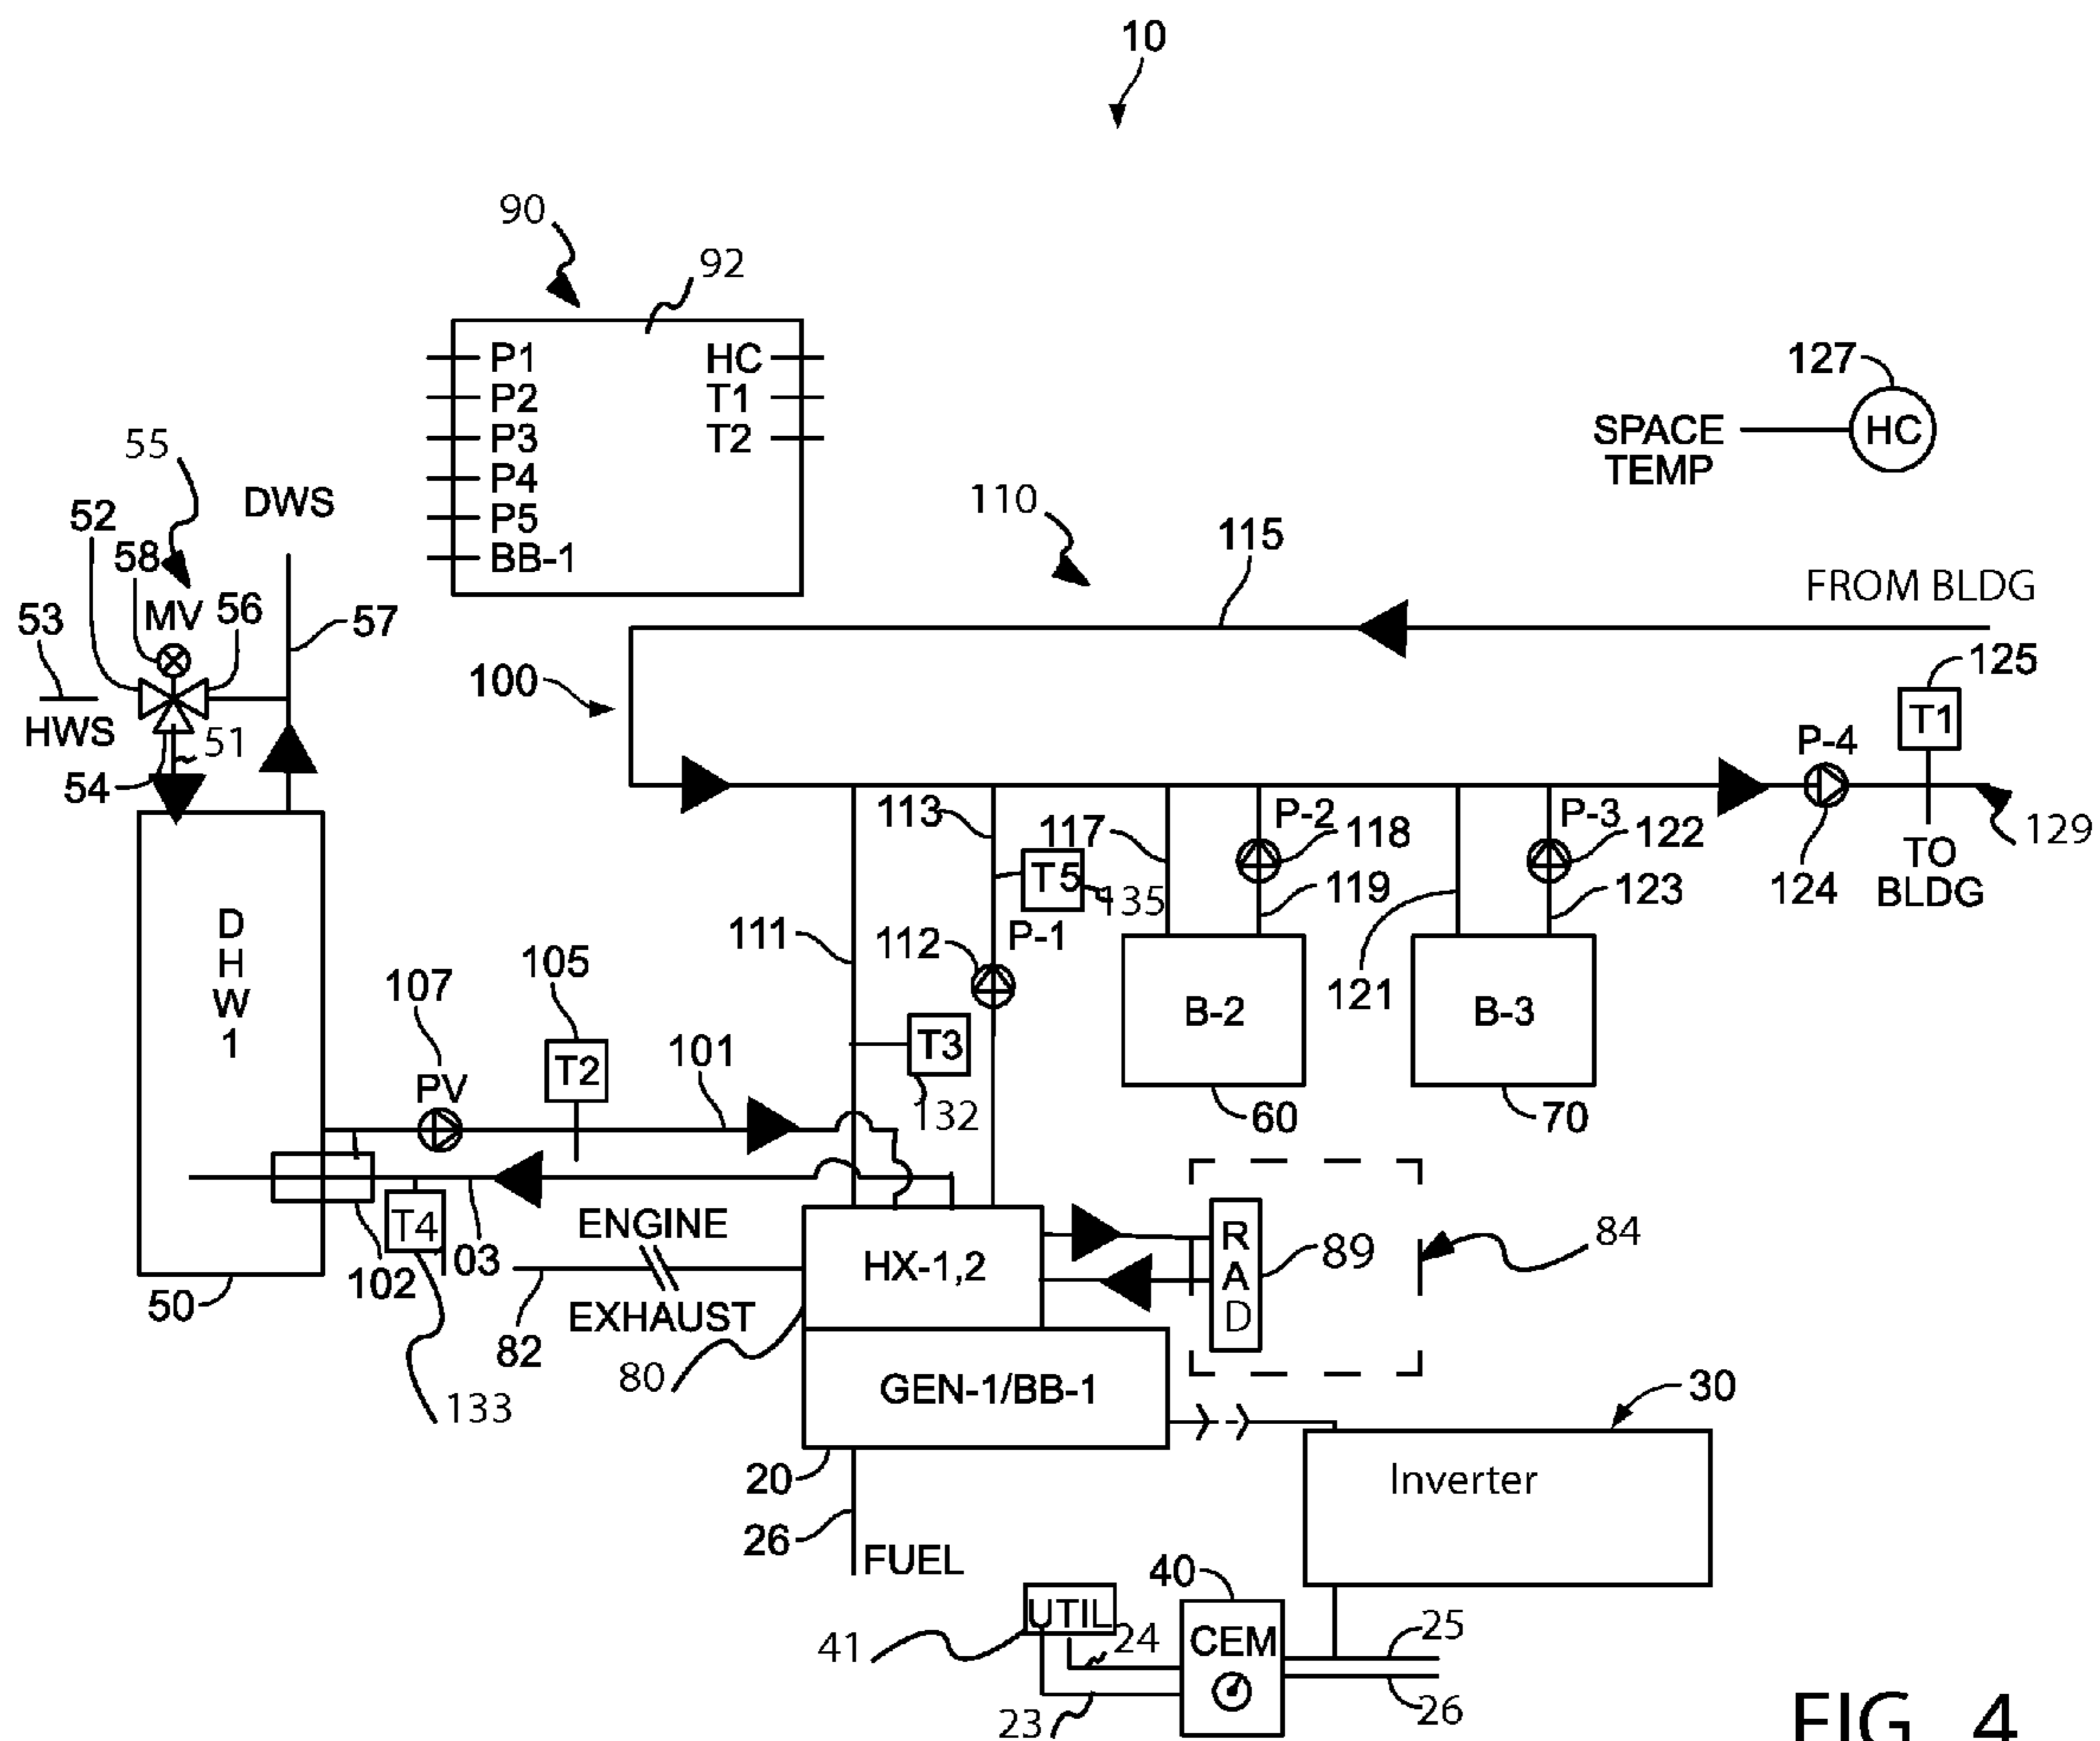 10
90
92
P1 HC
P2 T1
P3 T2
P4
P5
BB-1
127
SPACE
TEMP
HC
55
DWS
52
58
MV
56
53
57
HWS
51
54
110
115
FROM BLDG
100
125
T1
P-4
113
117
P-2
118
P-3
122
129
TO
BLDG
124
T5
135
119
123
D
H
W
1
111
112
P-1
121
B-2
B-3
107
105
PV
T2
101
T3
132
60
70
T4
03
102
50
ENGINE
EXHAUST
82
133
80
HX-1,2
R
A
D
89
84
GEN-1/BB-1
30
20
Inverter
26
FUEL
40
UTIL
41
24
CEM
25
23
26
FIG. 4